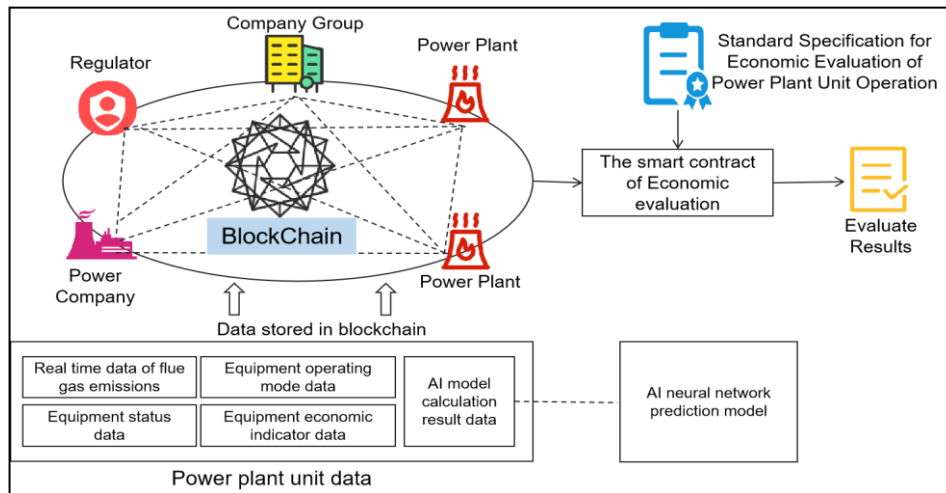 Company Group
Regulator
Power Plant
Standard Specification for
Economic Evaluation of
Power Plant Unit Operation
The smart contract
of Economic
evaluation
BlockChain
Evaluate
Results
Power
Company
Power Plant
Data stored in blockchain
Real time data of flue
gas emissions
Equipment operating
mode data
AI model
calculation
result data
Equipment status
data
Equipment economic
indicator data
AI neural network
prediction model
Power plant unit data